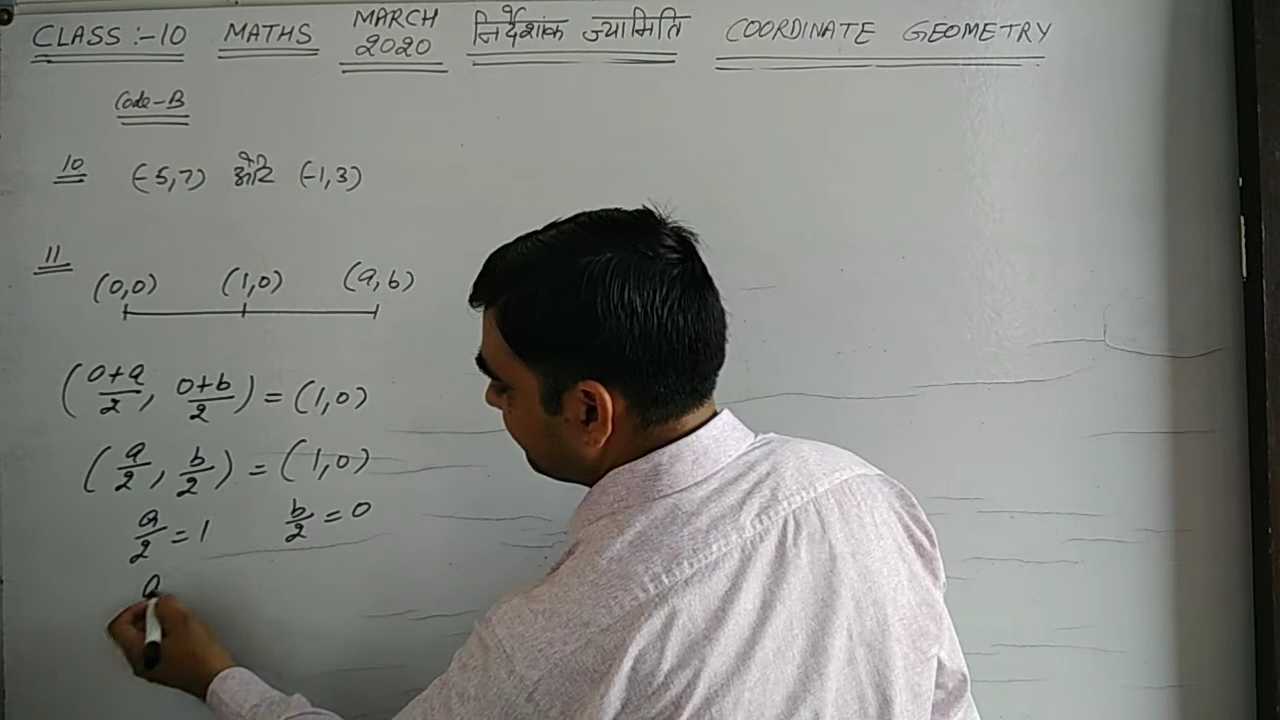 CLASS :- 10 MATHS MARCH 2020 निर्देशांक ज्यामिति COORDINATE GEOMETRY
Code-B
10 (-5,7) और (-1,3)
11
(0,0) (1,0) (a,b)
(0+a/2, 0+b/2) = (1,0)
(a/2, b/2) = (1,0)
a/2 = 1 b/2 = 0
a